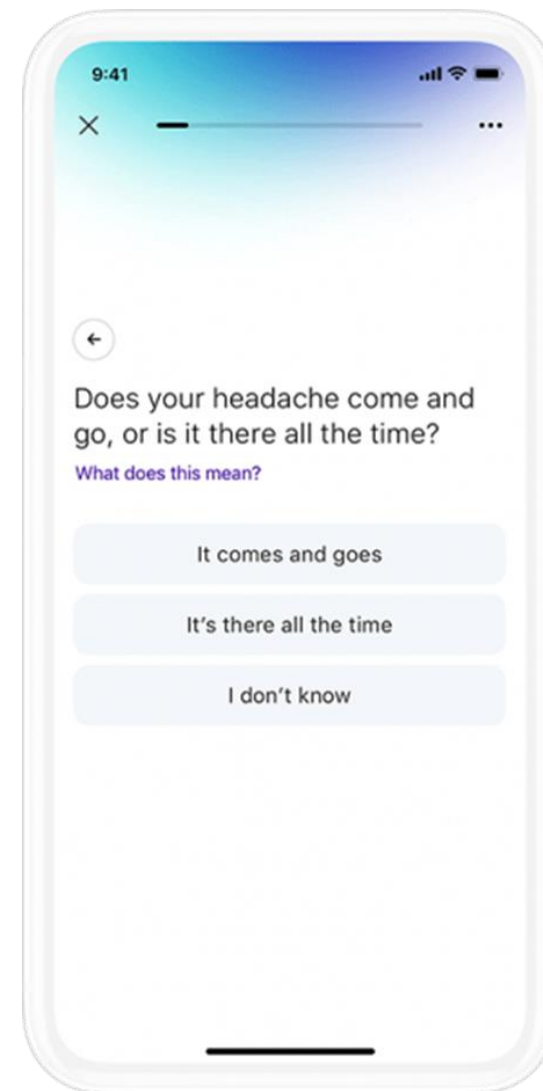 9:41
Does your headache come and
go, or is it there all the time?
What does this mean?
It comes and goes
It’s there all the time
I don’t know